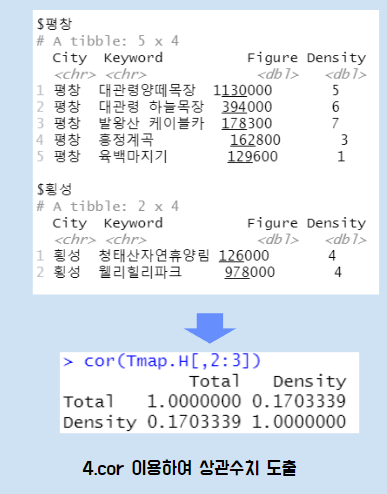 $평창
# A tibble: 5 x 4
City Keyword Figure Density
<chr> <chr> <dbl> <dbl>
1 평창 대관령양떼목장 1130000 5
2 평창 대관령 하늘목장 394000 6
3 평창 발왕산 케이블카 178300 7
4 평창 흥정계곡 162800 3
5 평창 육백마지기 129600 1
$횡성
# A tibble: 2 x 4
City Keyword Figure Density
<chr> <chr> <dbl> <dbl>
1 횡성 청태산자연휴양림 126000 4
2 횡성 웰리힐리파크 978000 4
> cor(Tmap.H[,2:3])
Total Density
Total 1.0000000 0.1703339
Density 0.1703339 1.0000000
4.cor 이용하여 상관수치 도출